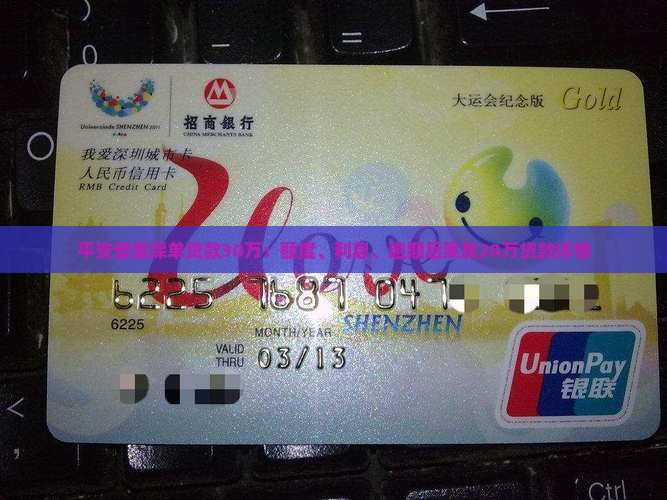 Universiade SHENZHEN 2011
招商银行
CHINA MERCHANTS BANK
大运会纪念版 Gold
我爱深圳城市卡
人民币信用卡
RMB Credit Card
Uove
平安普惠保单贷款30万:额度、利息、逾期后果及20万贷款详情
6225 7687 047
6225
SHENZHEN
MONTH/YEAR
VALID
THRU
03/13
UnionPay
银联
Ctrl